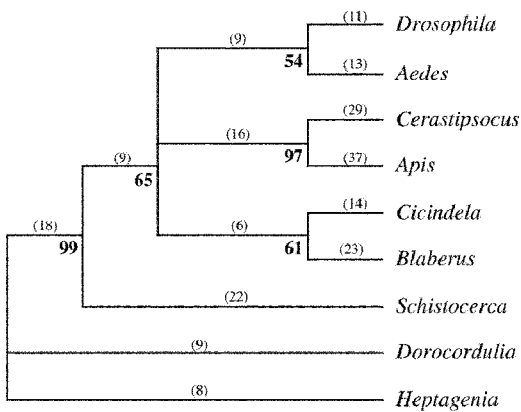 (11) Drosophila
(9)
54
(13) Aedes
(29) Cerastipsocus
(16)
(9) 97
(37) Apis
65
(14) Cicindela
(18) (6)
99 61
(23) Blaberus
(22) Schistocerca
(9) Dorocordulia
(8) Heptagenia